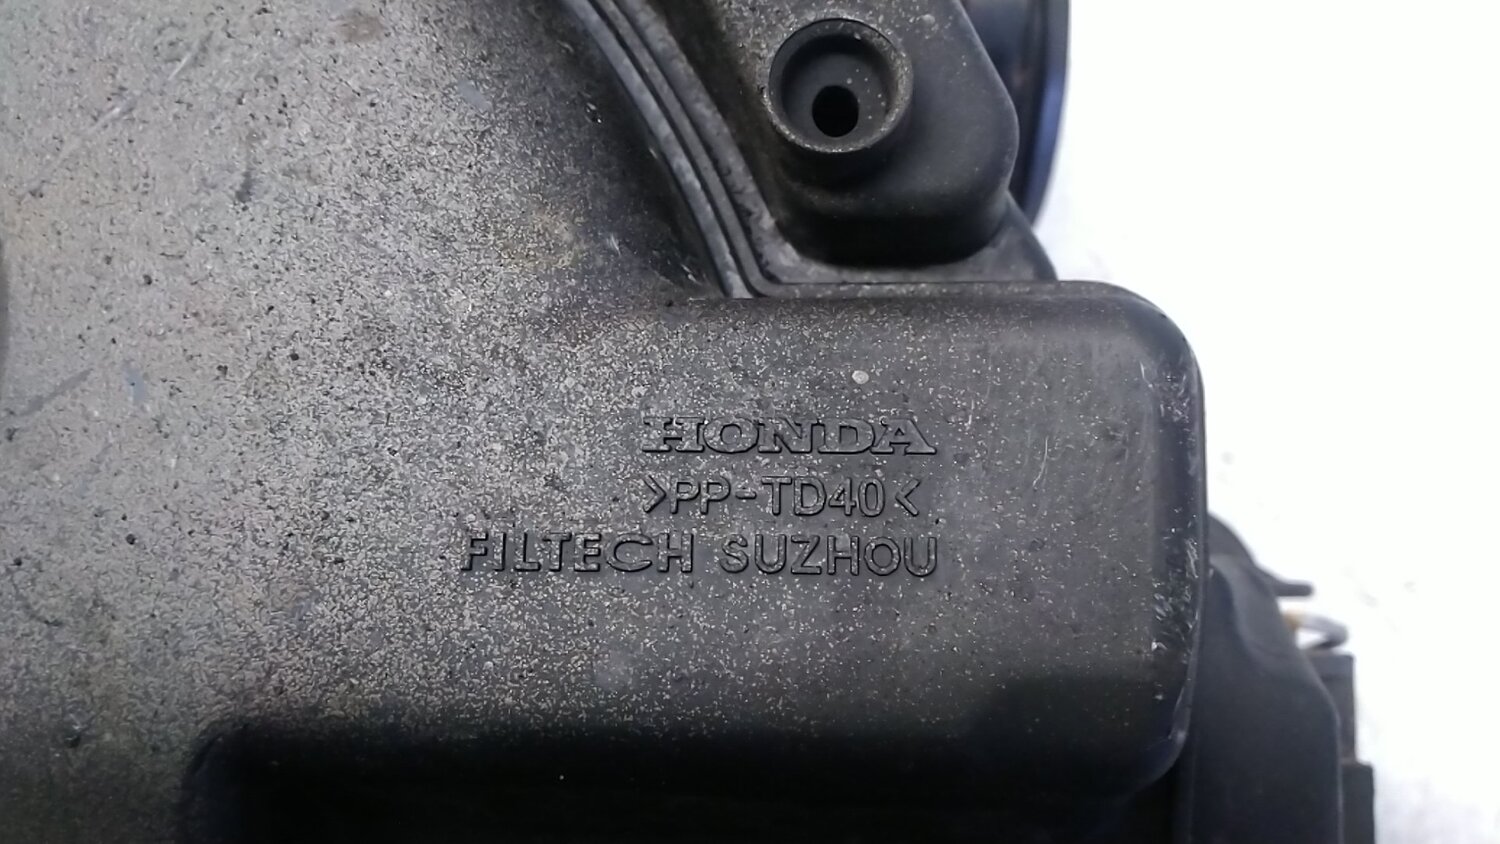 HONDA
>PP-TD40<
FILTECH SUZHOU